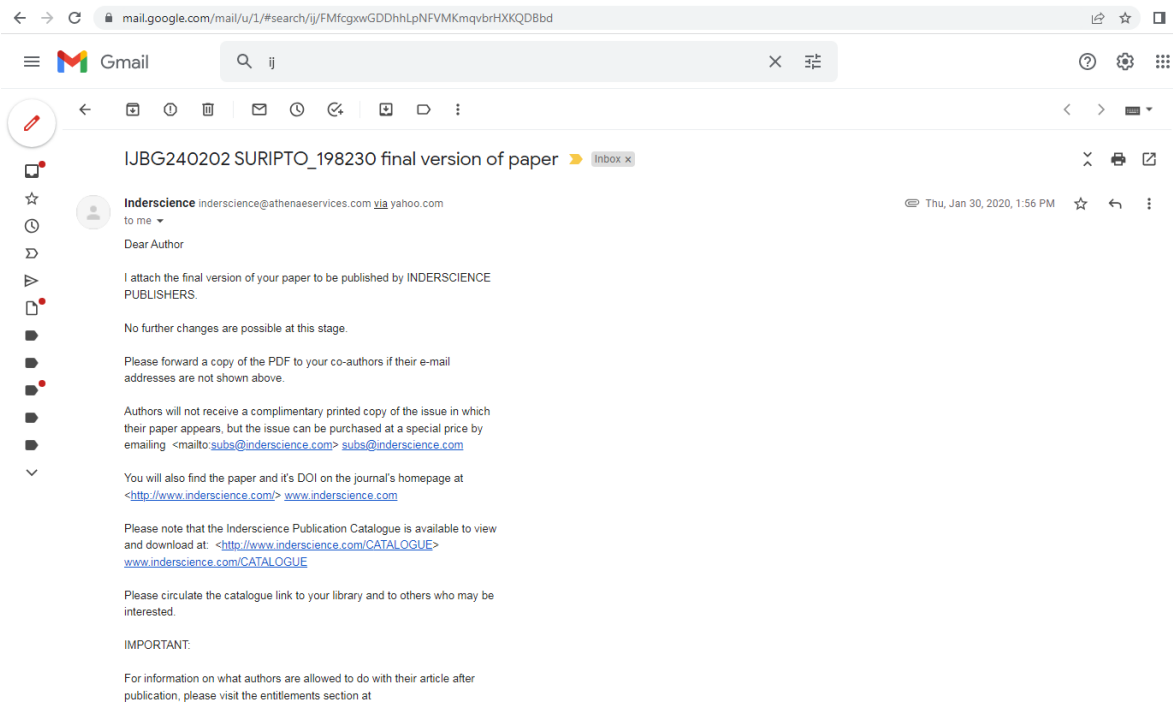 mail.google.com/mail/u/1/#search/ij/FMfcgxwGDDhhLpNFVMKmqvbrHXKQDBbd
Gmail
ij
IJBG240202 SURIPTO_198230 final version of paper Inbox x
Inderscience inderscience@athenaeservices.com via yahoo.com
Thu, Jan 30, 2020, 1:56 PM
to me
Dear Author
I attach the final version of your paper to be published by INDERSCIENCE
PUBLISHERS.
No further changes are possible at this stage.
Please forward a copy of the PDF to your co-authors if their e-mail
addresses are not shown above.
Authors will not receive a complimentary printed copy of the issue in which
their paper appears, but the issue can be purchased at a special price by
emailing <mailto:subs@inderscience.com> subs@inderscience.com
You will also find the paper and it's DOI on the journal's homepage at
<http://www.inderscience.com/> www.inderscience.com
Please note that the Inderscience Publication Catalogue is available to view
and download at: <http://www.inderscience.com/CATALOGUE>
www.inderscience.com/CATALOGUE
Please circulate the catalogue link to your library and to others who may be
interested.
IMPORTANT:
For information on what authors are allowed to do with their article after
publication, please visit the entitlements section at